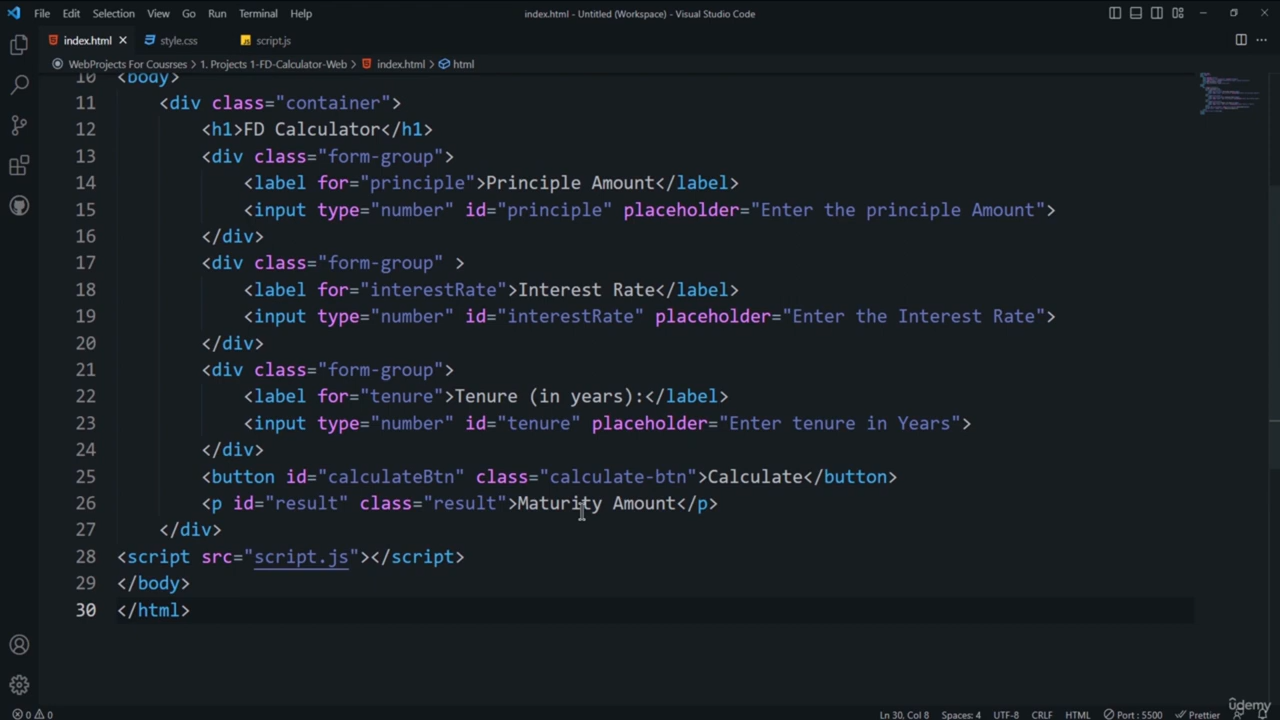 File Edit Selection View Go Run Terminal Help
index.html - Untitled (Workspace) - Visual Studio Code
index.html style.css script.js
WebProjects For Coursres > 1. Projects 1-FD-Calculator-Web > index.html > html
10 <body>
11 <div class="container">
12 <h1>FD Calculator</h1>
13 <div class="form-group">
14 <label for="principle">Principle Amount</label>
15 <input type="number" id="principle" placeholder="Enter the principle Amount">
16 </div>
17 <div class="form-group" >
18 <label for="interestRate">Interest Rate</label>
19 <input type="number" id="interestRate" placeholder="Enter the Interest Rate">
20 </div>
21 <div class="form-group">
22 <label for="tenure">Tenure (in years):</label>
23 <input type="number" id="tenure" placeholder="Enter tenure in Years">
24 </div>
25 <button id="calculateBtn" class="calculate-btn">Calculate</button>
26 <p id="result" class="result">Maturity Amount</p>
27 </div>
28 <script src="script.js"></script>
29 </body>
30 </html>
0 0 Ln 30, Col 8 Spaces: 4 UTF-8 CRLF HTML Port : 5500 Prettier
udemy